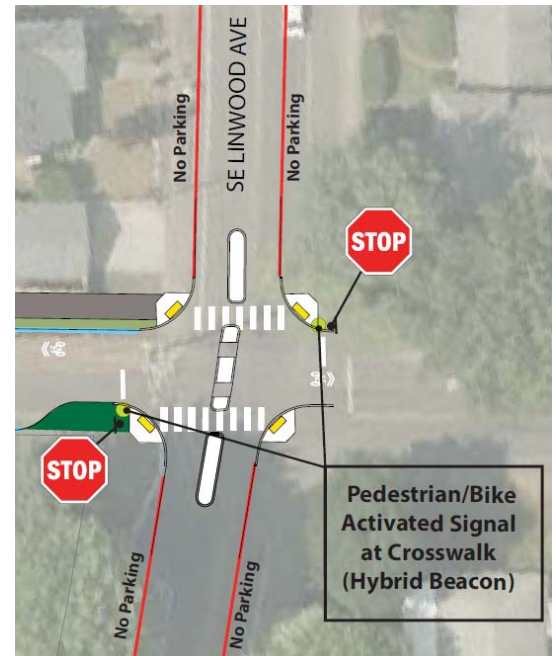 SE LINWOOD AVE
No Parking
No Parking
STOP
STOP
Pedestrian/Bike
Activated Signal
at Crosswalk
(Hybrid Beacon)
No Parking
No Parking